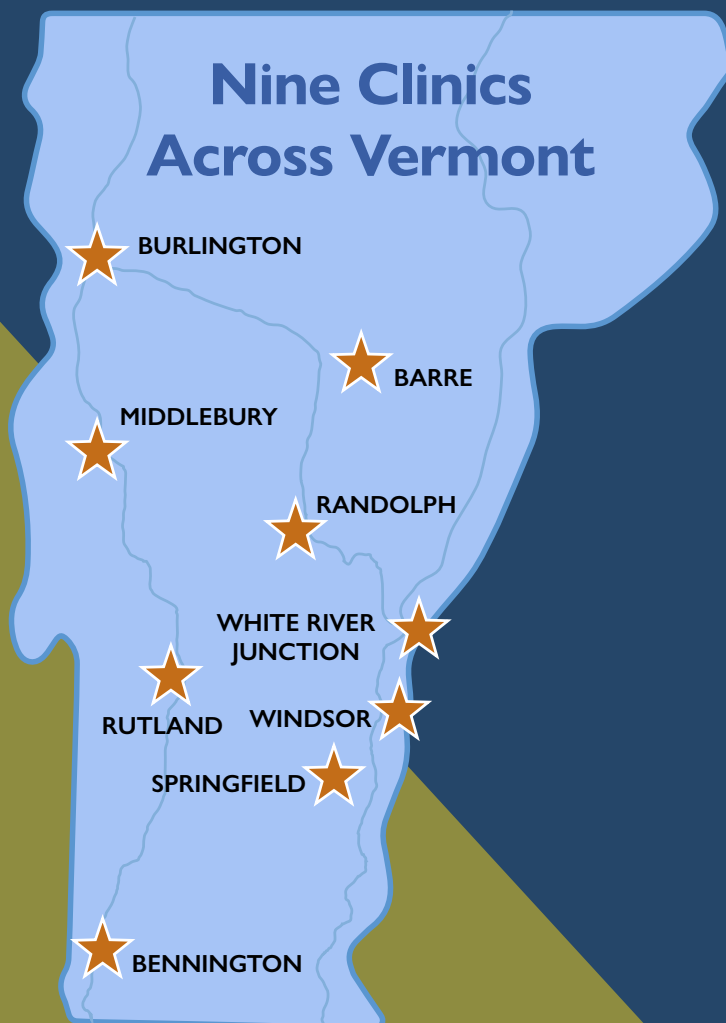 Nine Clinics
Across Vermont
BURLINGTON
BARRE
MIDDLEBURY
RANDOLPH
WHITE RIVER
JUNCTION
RUTLAND
WINDSOR
SPRINGFIELD
BENNINGTON